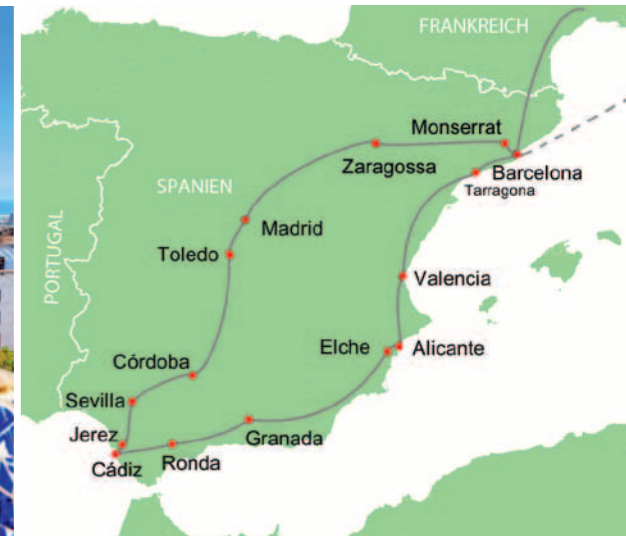 FRANKREICH
Monserrat
Zaragossa
Barcelona
Tarragona
SPANIEN
PORTUGAL
Madrid
Toledo
Valencia
Elche
Alicante
Córdoba
Sevilla
Jerez
Granada
Cádiz
Ronda